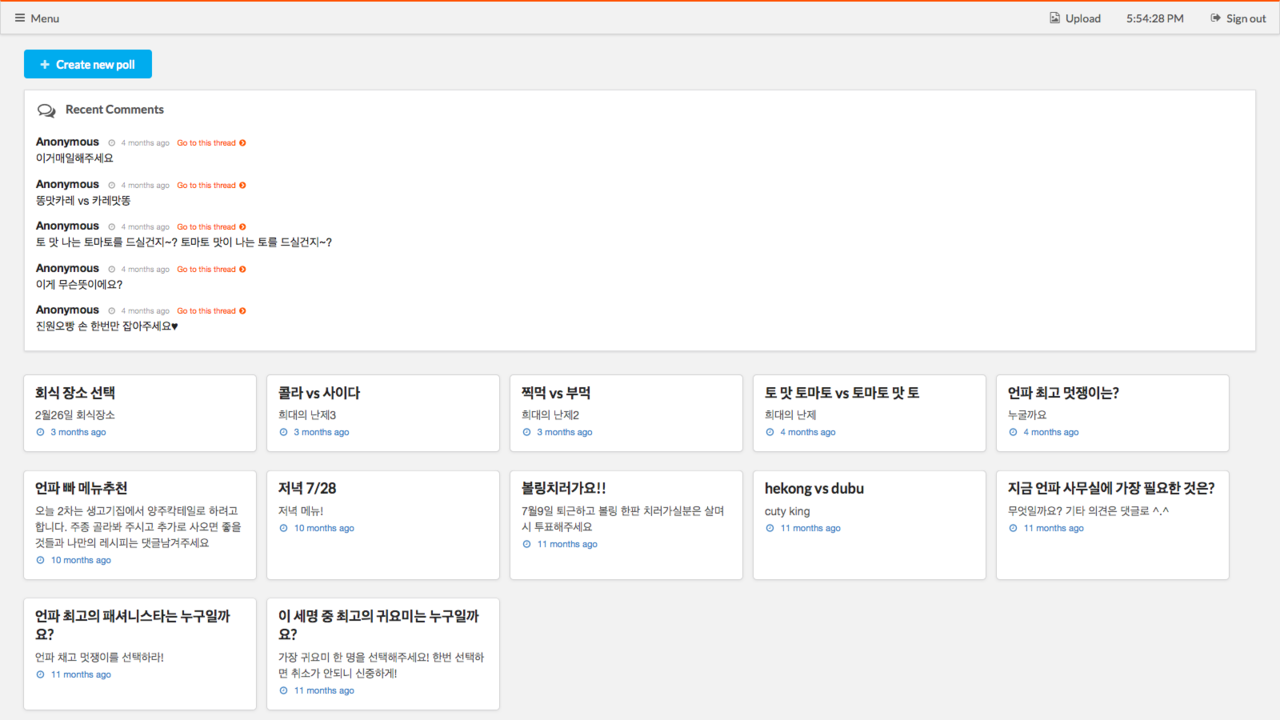 Menu
Upload
5:54:28 PM
Sign out
Create new poll
Recent Comments
Anonymous 4 months ago Go to this thread
이거매일해주세요
Anonymous 4 months ago Go to this thread
똥맛카레 vs 카레맛똥
Anonymous 4 months ago Go to this thread
토 맛 나는 토마토를 드실건지~? 토마토 맛이 나는 토를 드실건지~?
Anonymous 4 months ago Go to this thread
이게 무슨뜻이에요?
Anonymous 4 months ago Go to this thread
진원오빵 손 한번만 잡아주세요♥
회식 장소 선택
2월26일 회식장소
3 months ago
콜라 vs 사이다
희대의 난제3
3 months ago
찍먹 vs 부먹
희대의 난제2
3 months ago
토 맛 토마토 vs 토마토 맛 토
희대의 난제
4 months ago
언파 최고 멋쟁이는?
누굴까요
4 months ago
언파 빠 메뉴추천
오늘 2차는 생고기집에서 양주칵테일로 하려고
합니다. 주종 골라봐 주시고 추가로 사오면 좋을
것들과 나만의 레시피는 댓글남겨주세요
10 months ago
저녁 7/28
저녁 메뉴!
10 months ago
볼링치러가요!!
7월9일 퇴근하고 볼링 한판 치러가실분은 살며
시 투표해주세요
11 months ago
hekong vs dubu
cuty king
11 months ago
지금 언파 사무실에 가장 필요한 것은?
무엇일까요? 기타 의견은 댓글로 ^.^
11 months ago
언파 최고의 패셔니스타는 누구일까
요?
언파 채고 멋쟁이를 선택하라!
11 months ago
이 세명 중 최고의 귀요미는 누구일까
요?
가장 귀요미 한 명을 선택해주세요! 한번 선택하
면 취소가 안되니 신중하게!
11 months ago